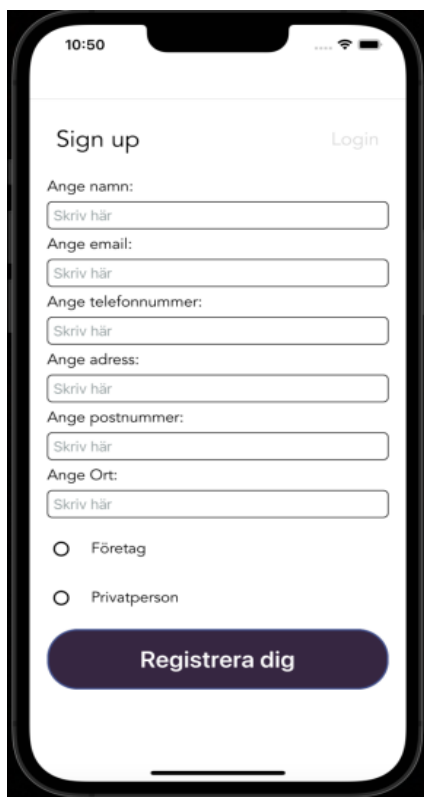 10:50
Sign up Login
Ange namn:
Skriv här
Ange email:
Skriv här
Ange telefonnummer:
Skriv här
Ange adress:
Skriv här
Ange postnummer:
Skriv här
Ange Ort:
Skriv här
Företag
Privatperson
Registrera dig